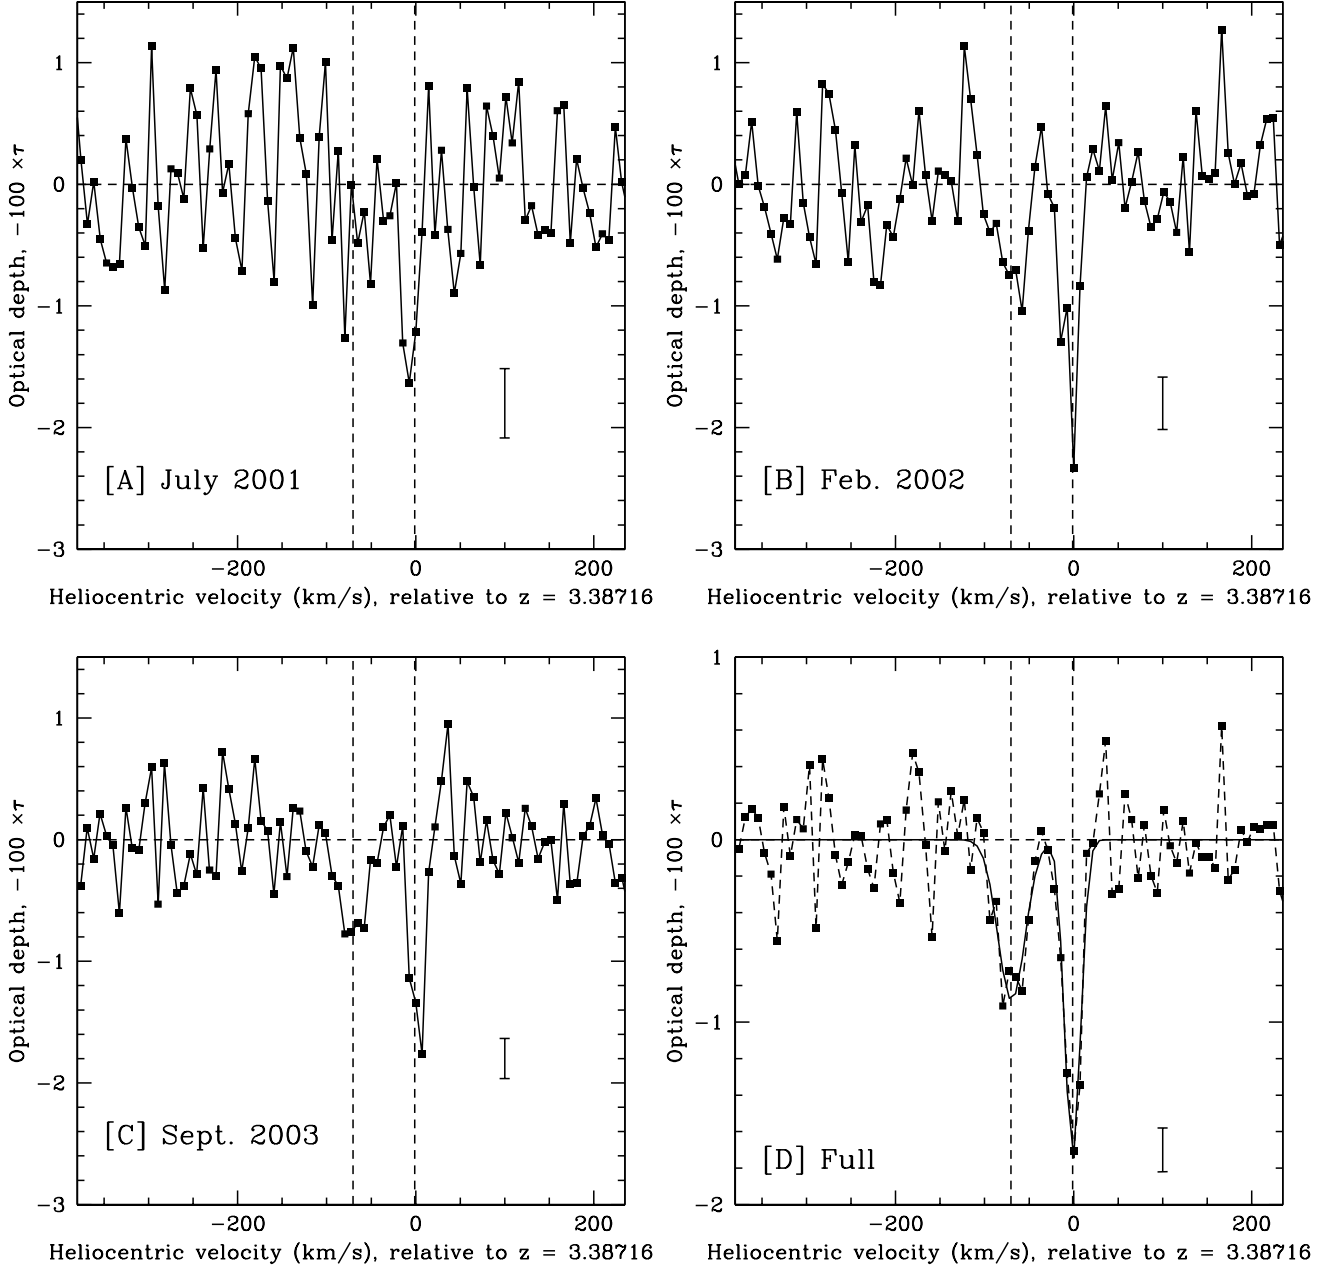 1
0
−1
−2
−3
Optical depth, −100 ×τ
[A] July 2001
−200 0 200
Heliocentric velocity (km/s), relative to z = 3.38716
1
0
−1
−2
−3
Optical depth, −100 ×τ
[B] Feb. 2002
−200 0 200
Heliocentric velocity (km/s), relative to z = 3.38716
1
0
−1
−2
−3
Optical depth, −100 ×τ
[C] Sept. 2003
−200 0 200
Heliocentric velocity (km/s), relative to z = 3.38716
1
0
−1
−2
Optical depth, −100 ×τ
[D] Full
−200 0 200
Heliocentric velocity (km/s), relative to z = 3.38716